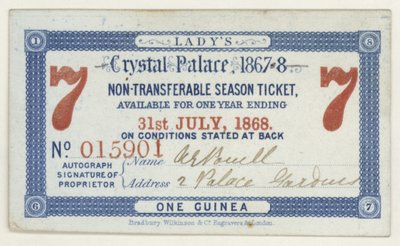 1 LADY'S 8
Crystal Palace, 1867-8
7 NON-TRANSFERABLE SEASON TICKET, 7
AVAILABLE FOR ONE YEAR ENDING
31st JULY, 1868.
ON CONDITIONS STATED AT BACK
No 015901
AUTOGRAPH SIGNATURE OF PROPRIETOR
Name A E Powell
Address 2 Palace Gardens
6 ONE GUINEA 7
Bradbury, Wilkinson & Co. Engravers, London.